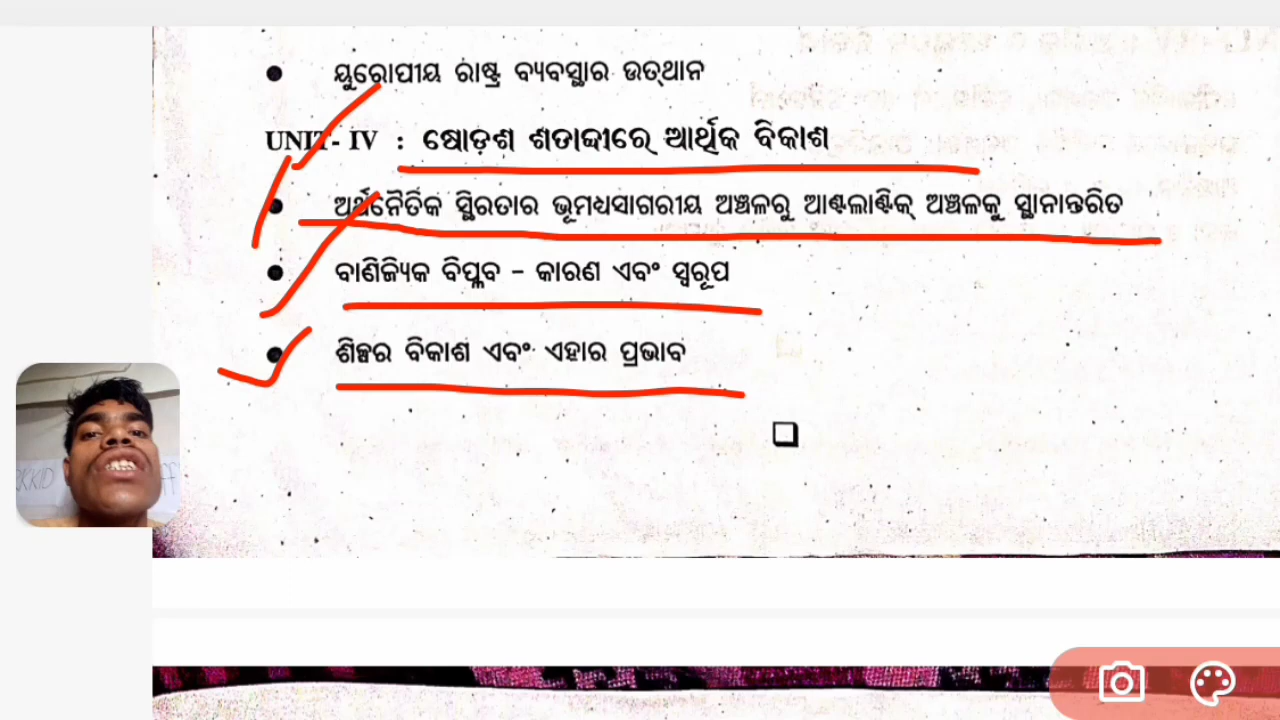 ୟୁରୋପୀୟ ରାଷ୍ଟ୍ର ବ୍ୟବସ୍ଥାର ଉତ୍‌ଥାନ
UNIT- IV : ଷୋଡ଼ଶ ଶତାବ୍ଦୀରେ ଆର୍ଥିକ ବିକାଶ
ଅର୍ଥନୈତିକ ସ୍ଥିରତାର ଭୂମଧ୍ୟସାଗରୀୟ ଅଞ୍ଚଳରୁ ଆଣ୍ଟଲାଣ୍ଟିକ୍ ଅଞ୍ଚଳକୁ ସ୍ଥାନାନ୍ତରିତ
ବାଣିଜ୍ୟିକ ବିପ୍ଳବ – କାରଣ ଏବଂ ସ୍ୱରୂପ
ଶିଳ୍ପର ବିକାଶ ଏବଂ ଏହାର ପ୍ରଭାବ